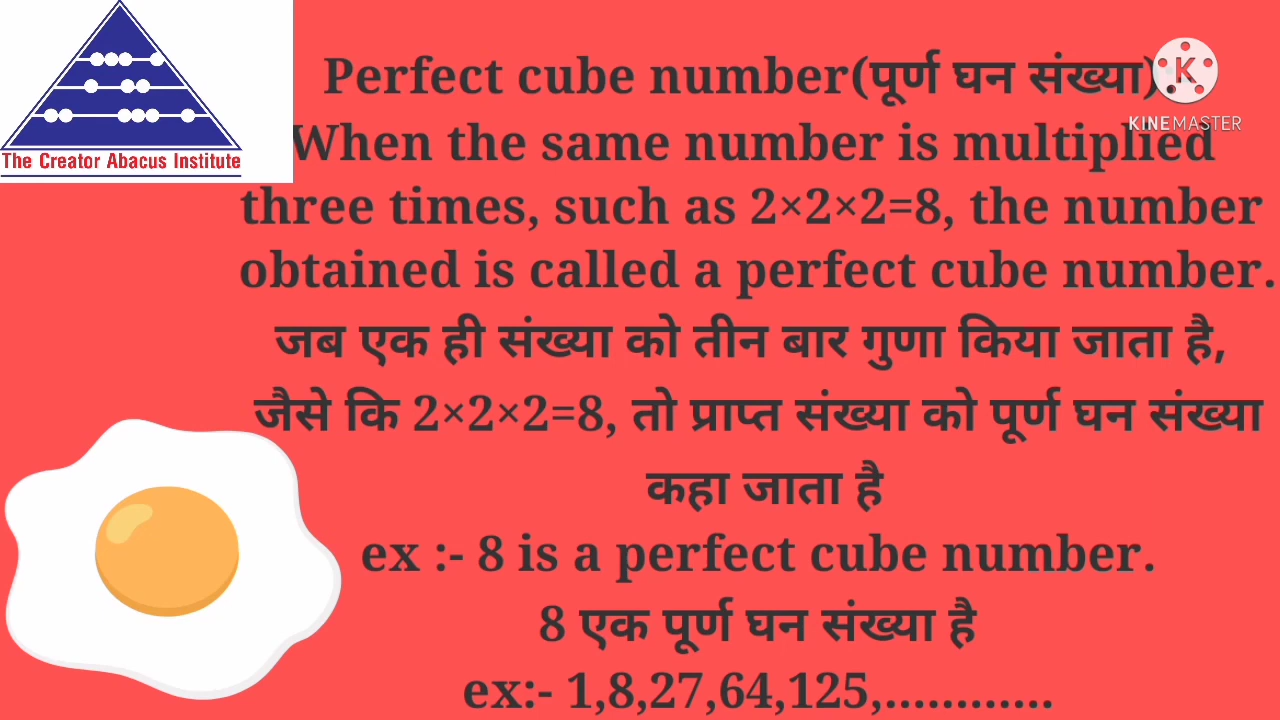 The Creator Abacus Institute
Perfect cube number(पूर्ण घन संख्या):
KINEMASTER
When the same number is multiplied
three times, such as 2×2×2=8, the number
obtained is called a perfect cube number.
जब एक ही संख्या को तीन बार गुणा किया जाता है,
जैसे कि 2×2×2=8, तो प्राप्त संख्या को पूर्ण घन संख्या
कहा जाता है
ex :- 8 is a perfect cube number.
8 एक पूर्ण घन संख्या है
ex:- 1,8,27,64,125,............